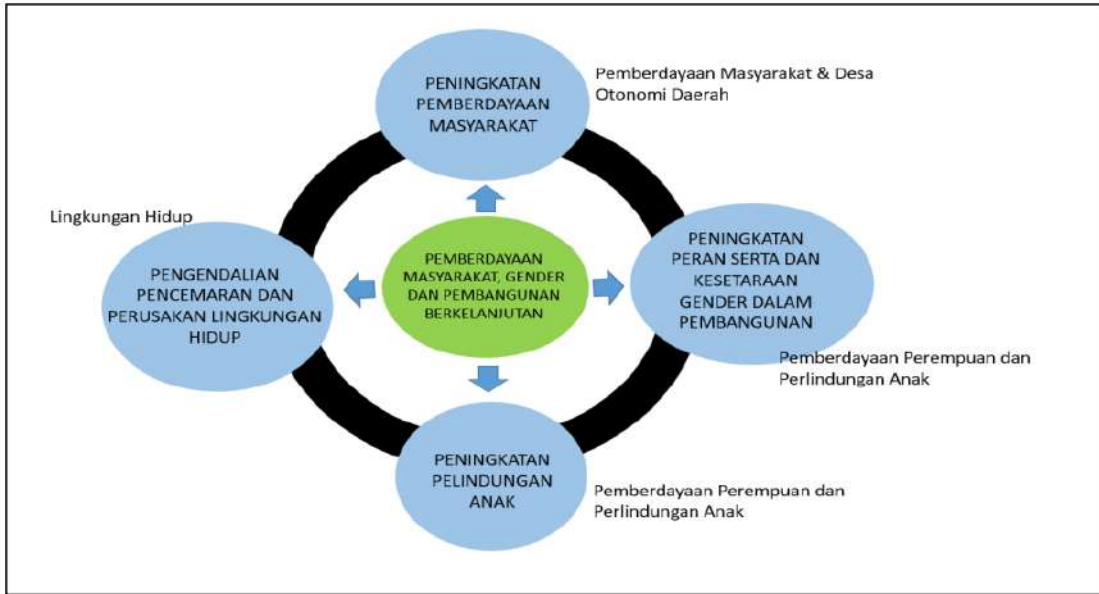 PENINGKATAN
PEMBERDAYAAN
MASYARAKAT
Pemberdayaan Masyarakat & Desa
Otonomi Daerah
Lingkungan Hidup
PENGENDALIAN
PENCEMARAN DAN
PERUSAKAN LINGKUNGAN
HIDUP
PEMBERDAYAAN
MASYARAKAT, GENDER
DAN PEMBANGUNAN
BERKELANJUTAN
PENINGKATAN
PERAN SERTA DAN
KESETARAAN
GENDER DALAM
PEMBANGUNAN
Pemberdayaan Perempuan dan
Perlindungan Anak
PENINGKATAN
PELINDUNGAN
ANAK
Pemberdayaan Perempuan dan
Perlindungan Anak